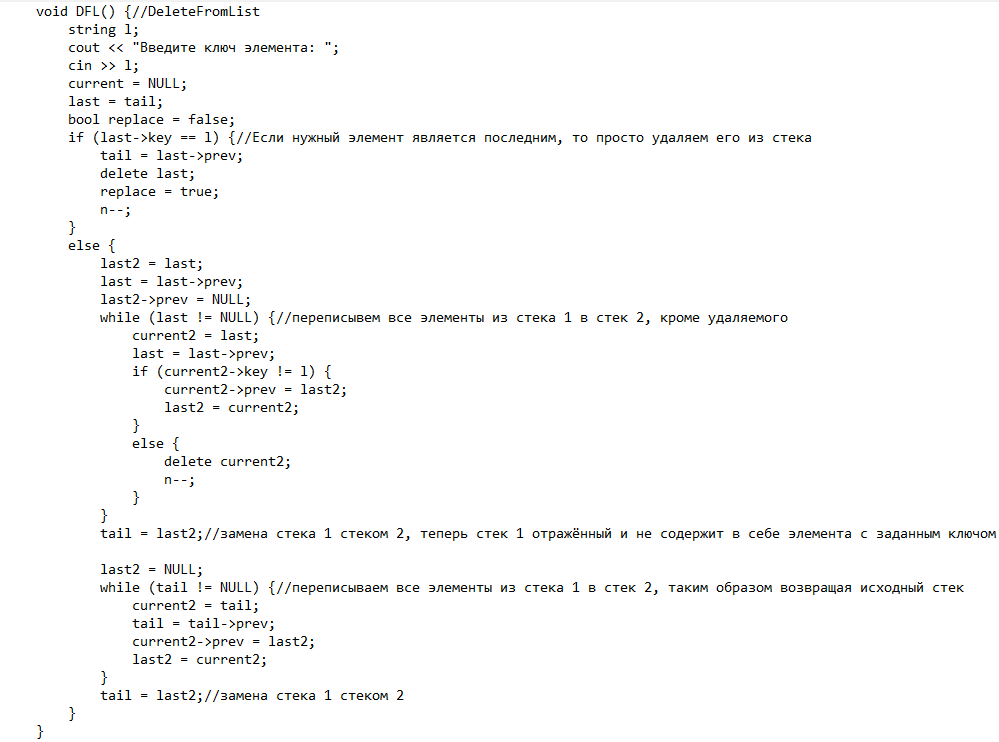 void DFL() {//DeleteFromList
    string l;
    cout << "Введите ключ элемента: ";
    cin >> l;
    current = NULL;
    last = tail;
    bool replace = false;
    if (last->key == l) {//Если нужный элемент является последним, то просто удаляем его из стека
        tail = last->prev;
        delete last;
        replace = true;
        n--;
    }
    else {
        last2 = last;
        last = last->prev;
        last2->prev = NULL;
        while (last != NULL) {//переписывем все элементы из стека 1 в стек 2, кроме удаляемого
            current2 = last;
            last = last->prev;
            if (current2->key != l) {
                current2->prev = last2;
                last2 = current2;
            }
            else {
                delete current2;
                n--;
            }
        }
        tail = last2;//замена стека 1 стеком 2, теперь стек 1 отражённый и не содержит в себе элемента с заданным ключом

        last2 = NULL;
        while (tail != NULL) {//переписываем все элементы из стека 1 в стек 2, таким образом возвращая исходный стек
            current2 = tail;
            tail = tail->prev;
            current2->prev = last2;
            last2 = current2;
        }
        tail = last2;//замена стека 1 стеком 2
    }
}